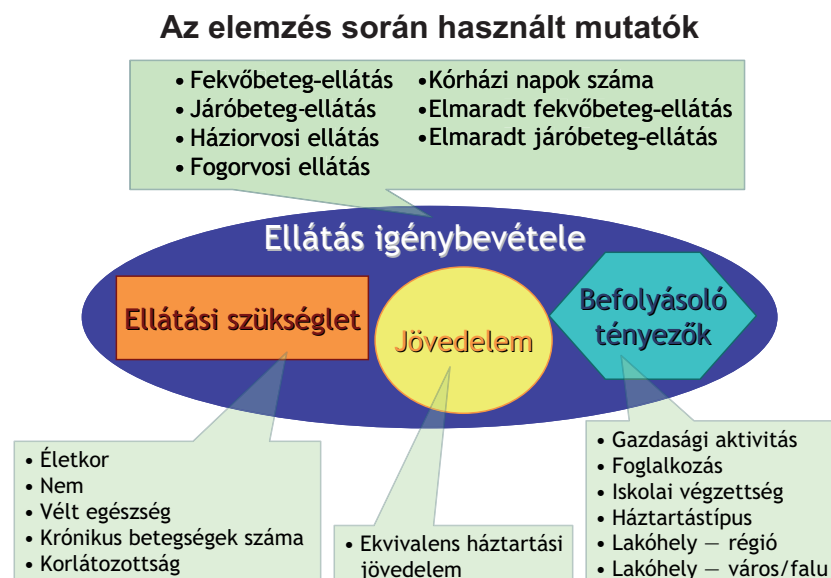 Az elemzés során használt mutatók
• Fekvőbeteg-ellátás
• Járóbeteg-ellátás
• Háziorvosi ellátás
• Fogorvosi ellátás
•Kórházi napok száma
•Elmaradt fekvőbeteg-ellátás
•Elmaradt járóbeteg-ellátás
Ellátás igénybevétele
Ellátási szükséglet
Jövedelem
Befolyásoló
tényezők
• Életkor
• Nem
• Vélt egészség
• Krónikus betegségek száma
• Korlátozottság
• Ekvivalens háztartási
jövedelem
• Gazdasági aktivitás
• Foglalkozás
• Iskolai végzettség
• Háztartástípus
• Lakóhely — régió
• Lakóhely — város/falu